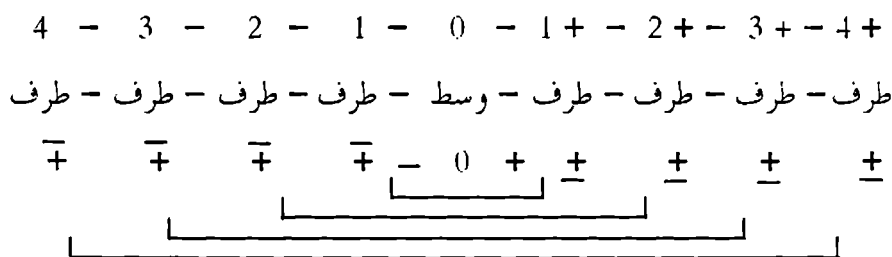 4 - 3 - 2 - 1 - 0 - 1 + - 2 + - 3 + - 4 +
طرف - طرف - طرف - طرف - وسط - طرف - طرف - طرف - طرف
∓ ∓ ∓ ∓ - 0 + ± ± ± ±